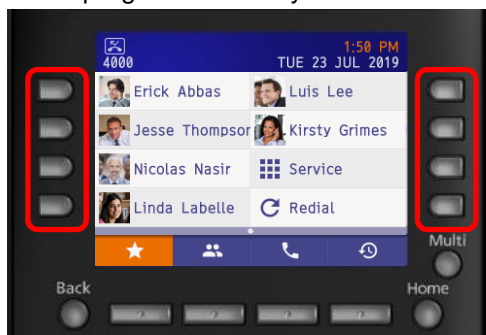 1:50 PM
4000 TUE 23 JUL 2019
Erick Abbas Luis Lee
Jesse Thompsor Kirsty Grimes
Nicolas Nasir Service
Linda Labelle Redial
Multi
Back Home